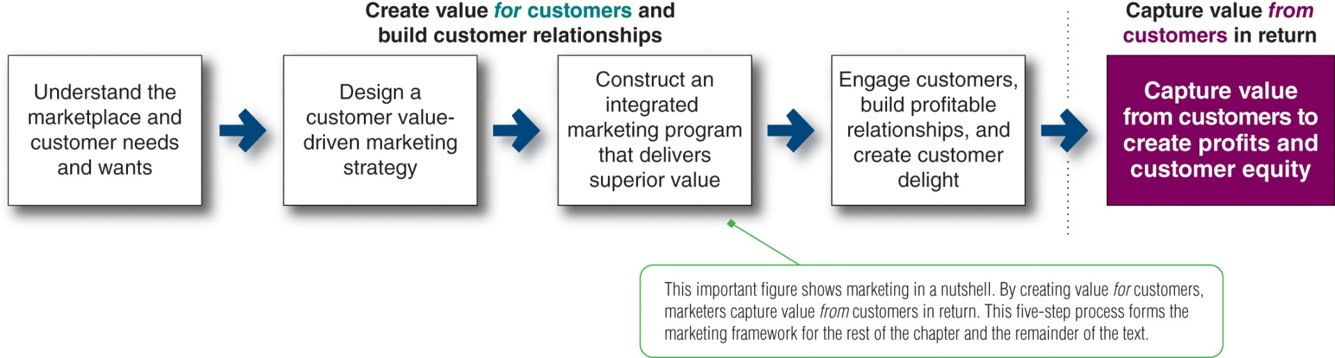 Create value for customers and
build customer relationships
Capture value from
customers in return
Understand the
marketplace and
customer needs
and wants
Design a
customer value-
driven marketing
strategy
Construct an
integrated
marketing program
that delivers
superior value
Engage customers,
build profitable
relationships, and
create customer
delight
Capture value
from customers to
create profits and
customer equity
This important figure shows marketing in a nutshell. By creating value for customers,
marketers capture value from customers in return. This five-step process forms the
marketing framework for the rest of the chapter and the remainder of the text.